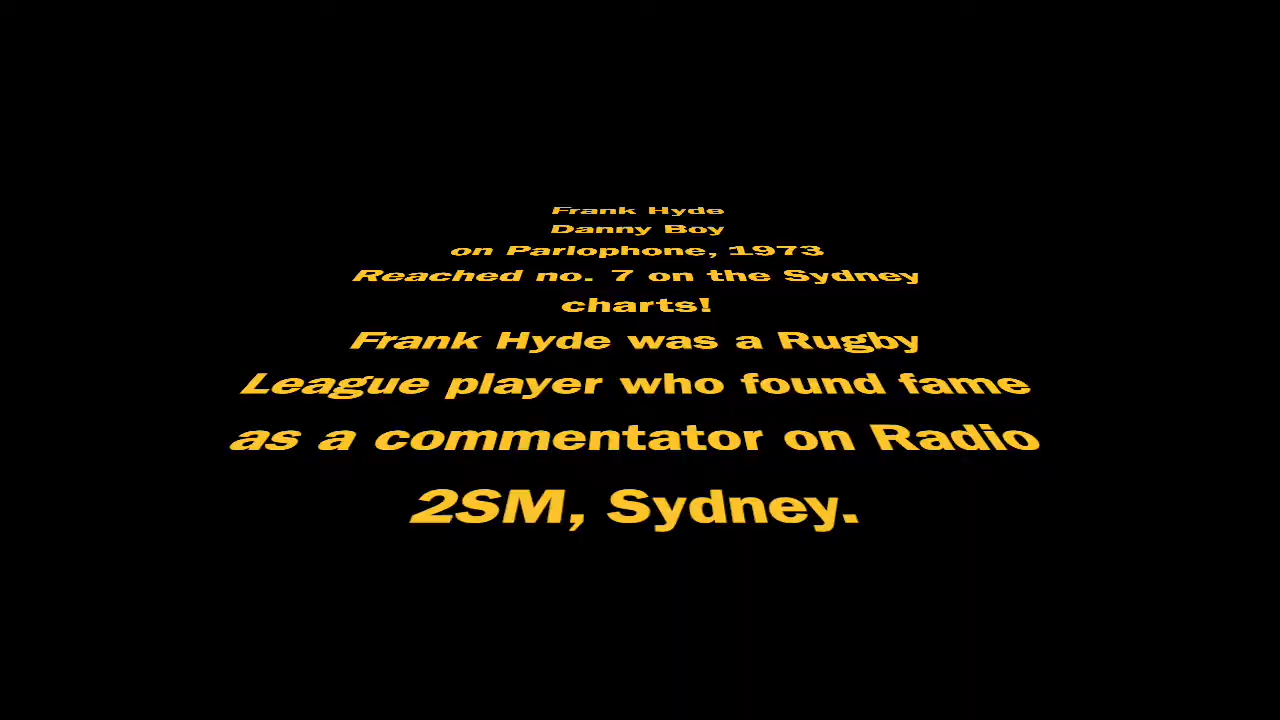 Frank Hyde
Danny Boy
on Parlophone, 1973
Reached no. 7 on the Sydney
charts!
Frank Hyde was a Rugby
League player who found fame
as a commentator on Radio
2SM, Sydney.